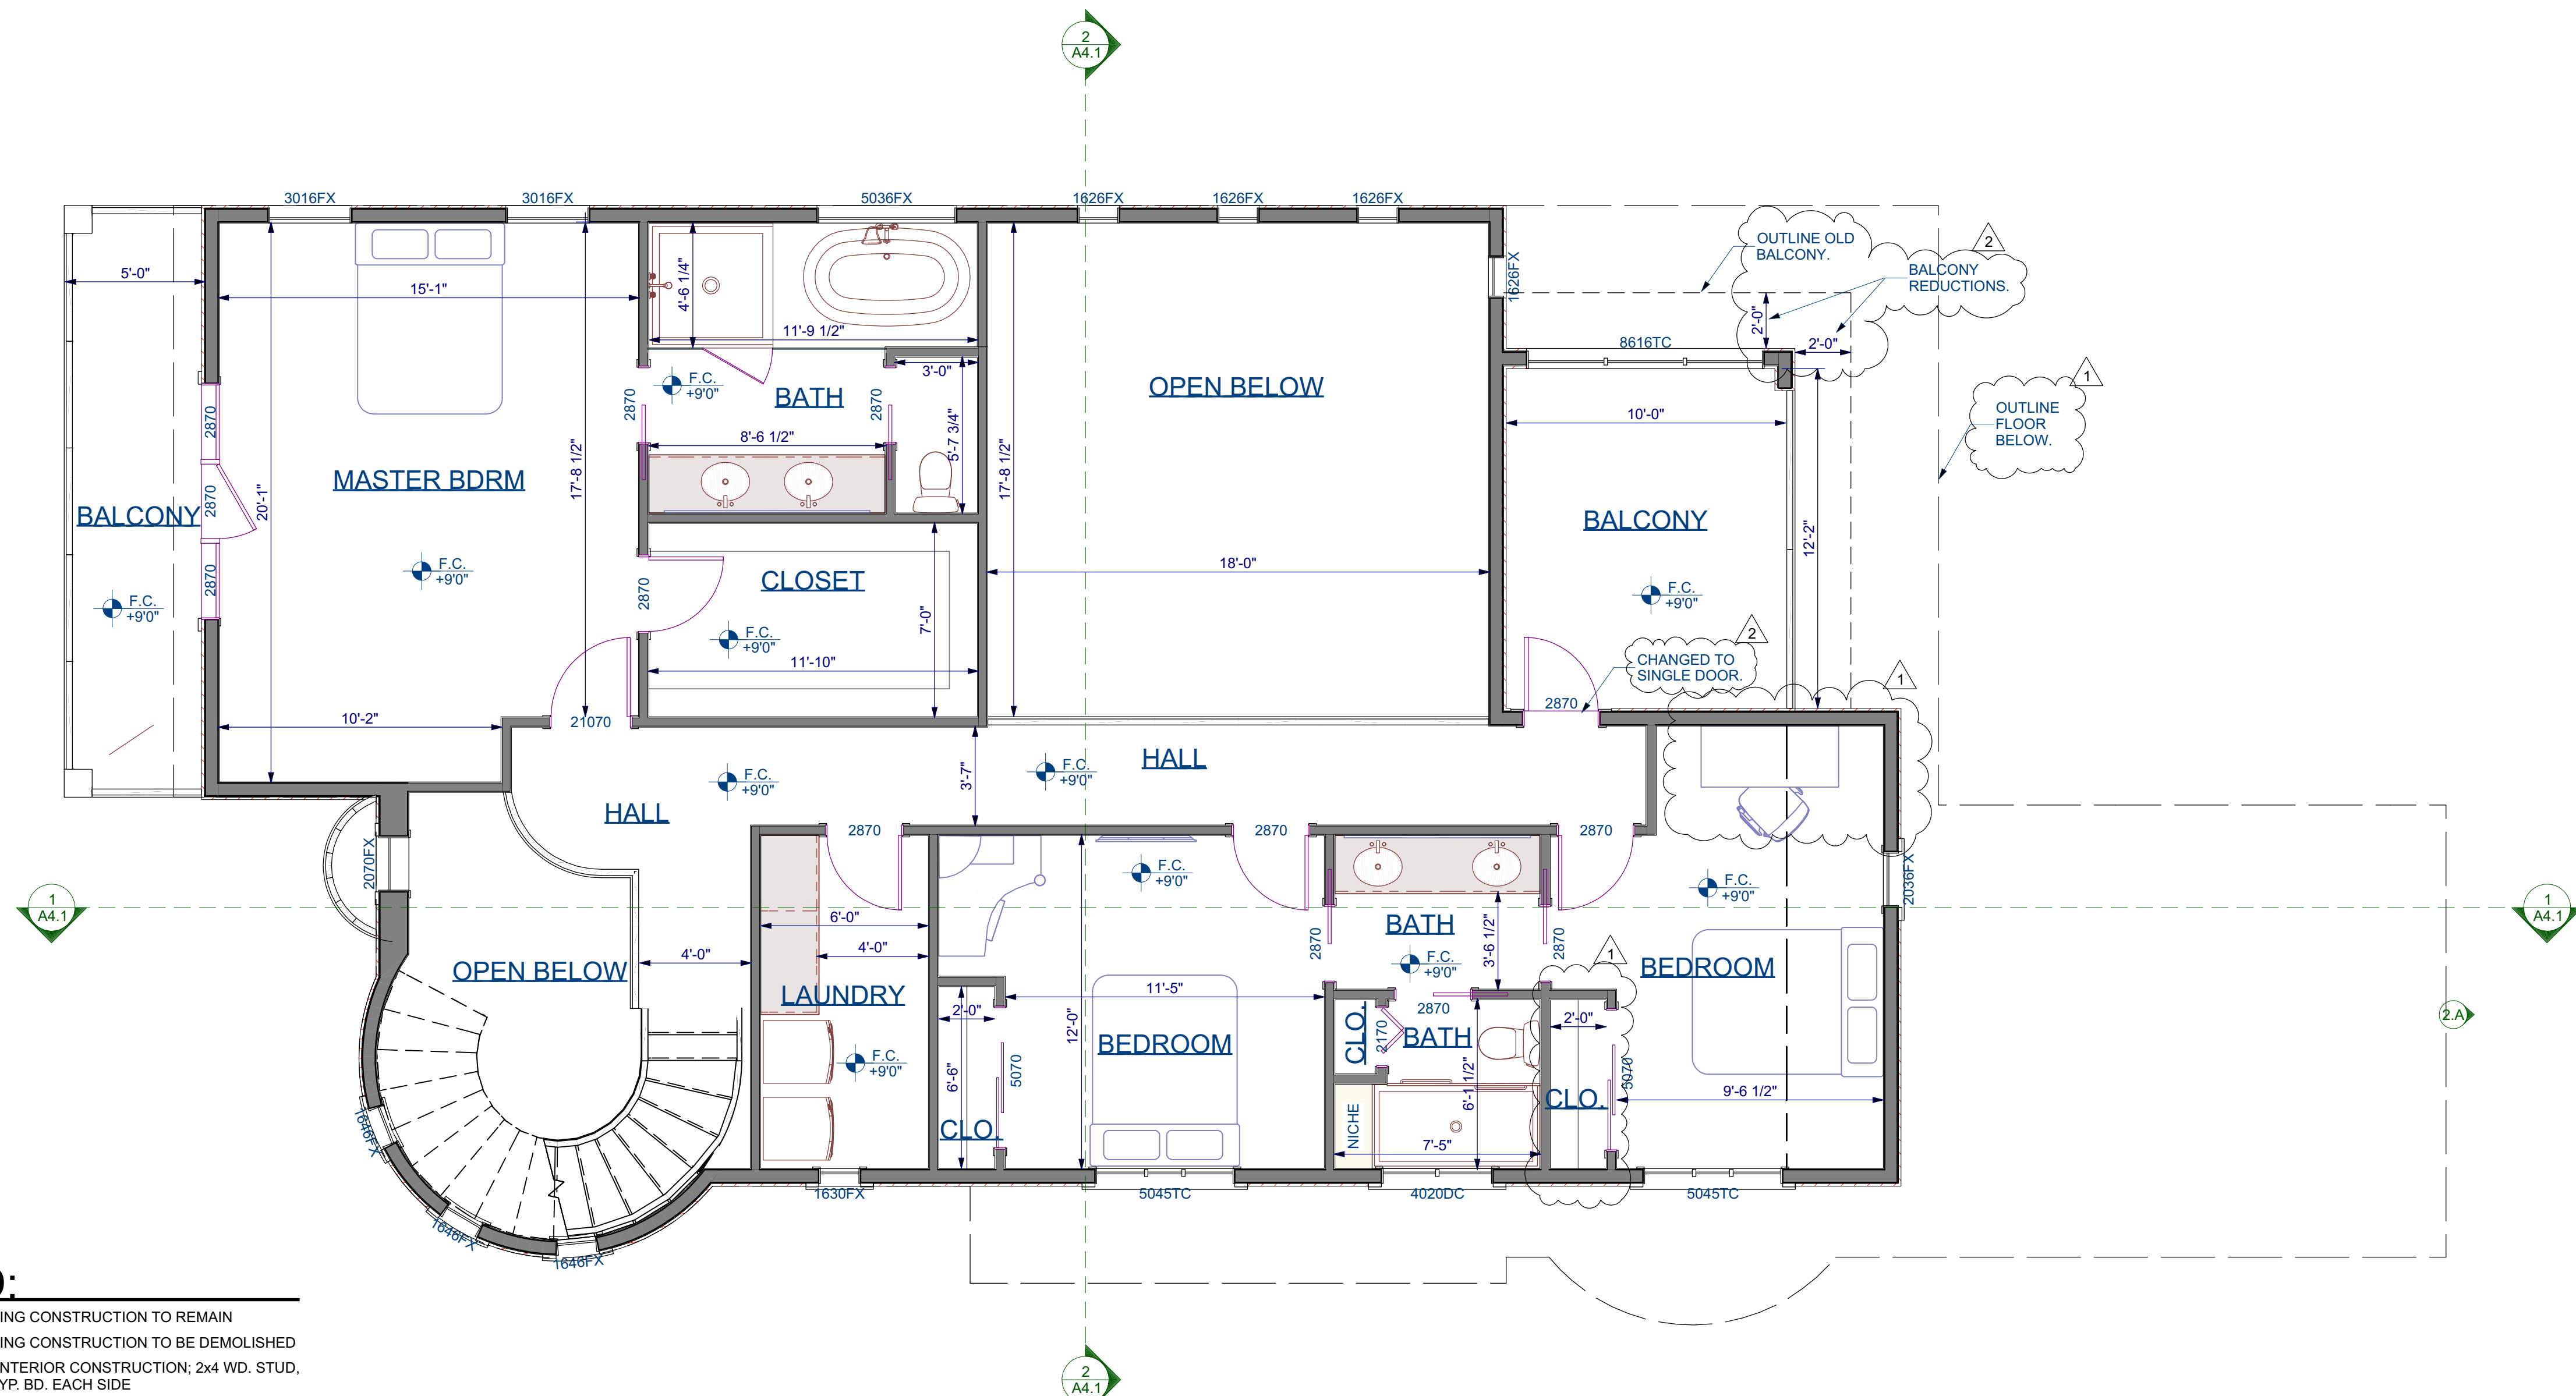 2
A4.1
3016FX
3016FX
5036FX
1626FX
1626FX
1626FX
OUTLINE OLD
BALCONY.
2
BALCONY
REDUCTIONS.
5'-0"
15'-1"
4'-6 1/4"
11'-9 1/2"
1626FX
2'-0"
2'-0"
8616TC
1
OUTLINE
FLOOR
BELOW.
3'-0"
F.C.
+9'0"
BATH
2870
2870
OPEN BELOW
10'-0"
2870
8'-6 1/2"
5'-7 3/4"
17'-8 1/2"
17'-8 1/2"
MASTER BDRM
20'-1"
2870
BALCONY
BALCONY
12'-2"
F.C.
+9'0"
2870
F.C.
+9'0"
CLOSET
2870
18'-0"
F.C.
+9'0"
F.C.
+9'0"
7'-0"
11'-10"
2
CHANGED TO
SINGLE DOOR.
1
2870
10'-2"
21070
3'-7"
HALL
F.C.
+9'0"
F.C.
+9'0"
HALL
2870
2870
2870
2070FX
F.C.
+9'0"
F.C.
+9'0"
2036FX
1
A4.1
1
A4.1
6'-0"
4'-0"
4'-0"
BATH
2870
3'-6 1/2"
2870
F.C.
+9'0"
1
BEDROOM
OPEN BELOW
LAUNDRY
11'-5"
2'-0"
12'-0"
2870
2'-0"
2.A
CLO.
2170
BATH
BEDROOM
F.C.
+9'0"
6'-6"
5070
6'-1 1/2"
5070
9'-6 1/2"
CLO.
CLO.
NICHE
7'-5"
1646FX
1646FX
1646FX
1630FX
5045TC
4020DC
5045TC
D:
ING CONSTRUCTION TO REMAIN
ING CONSTRUCTION TO BE DEMOLISHED
NTERIOR CONSTRUCTION; 2x4 WD. STUD,
YP. BD. EACH SIDE
2
A4.1